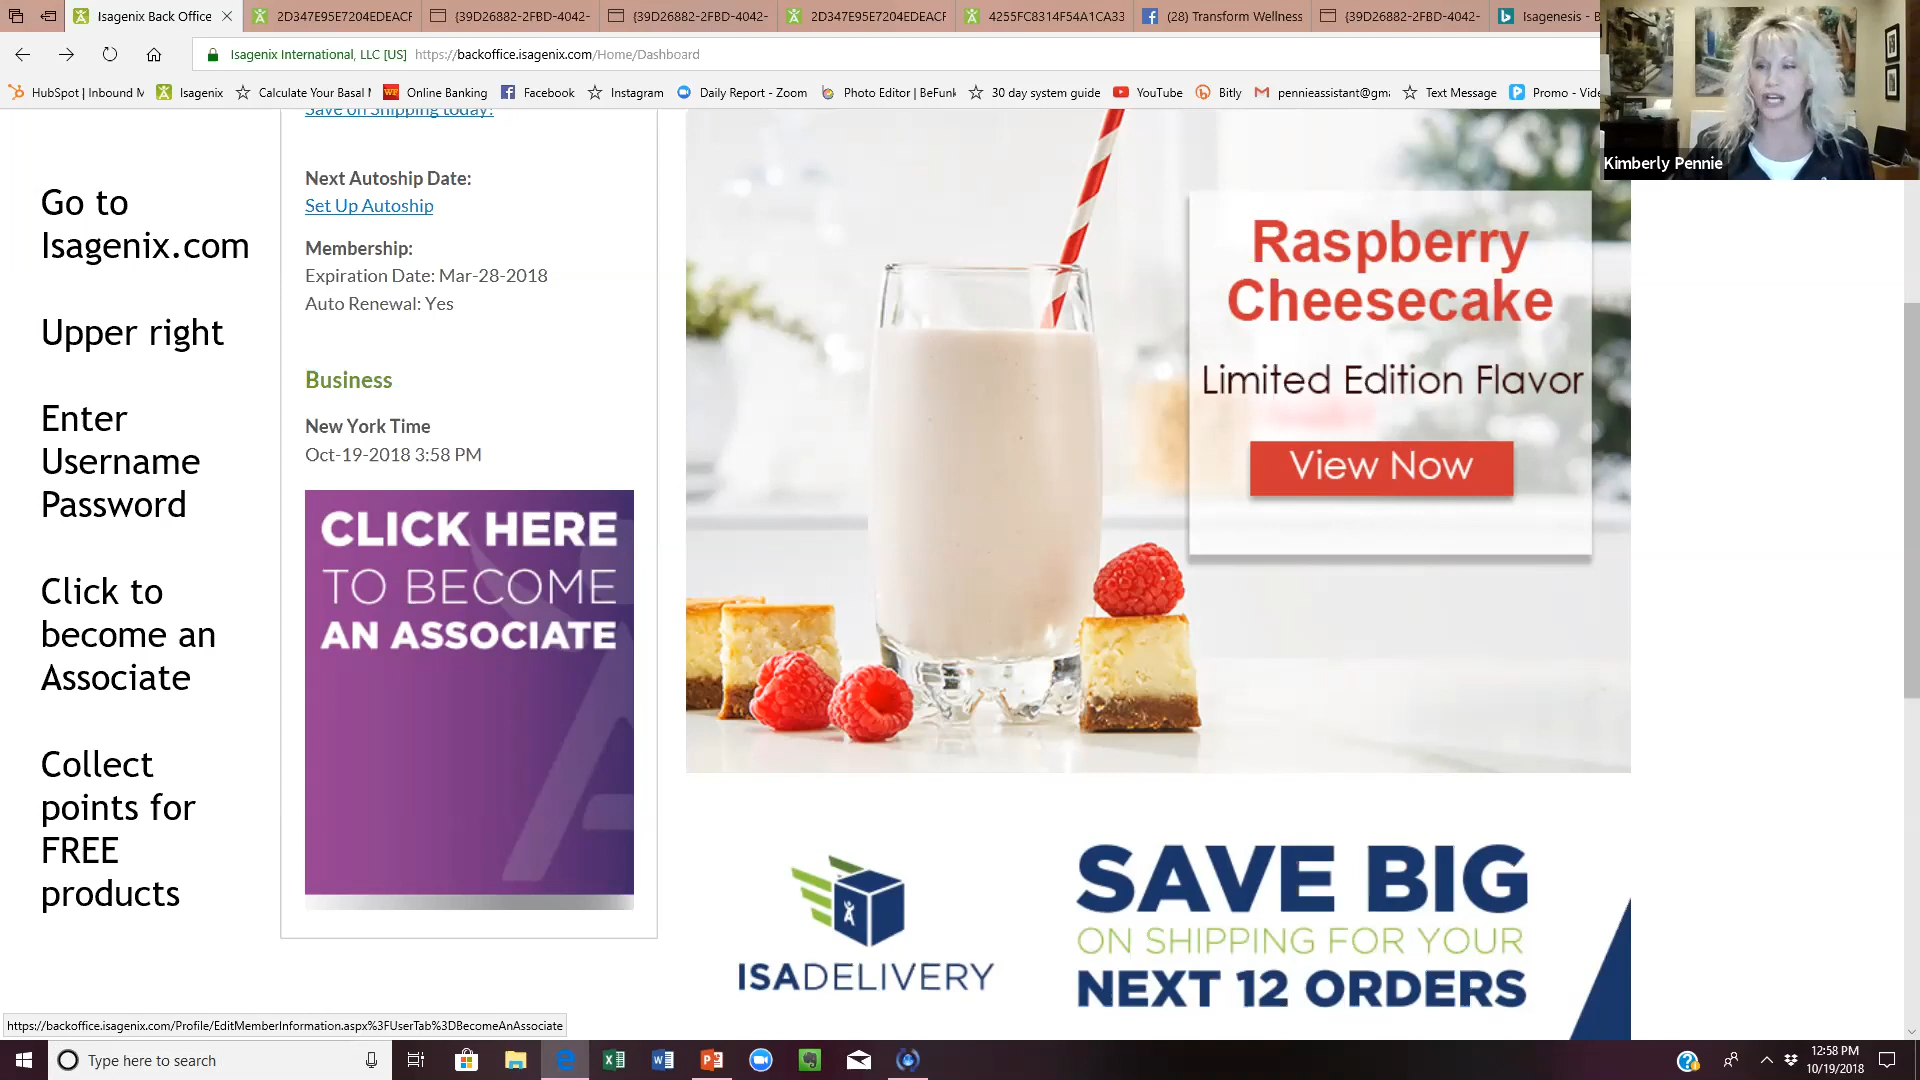 Isagenix Back Office
2D347E95E7204EDEACF
{39D26882-2FBD-4042-
{39D26882-2FBD-4042-
2D347E95E7204EDEACF
4255FC8314F54A1CA33
(28) Transform Wellness
{39D26882-2FBD-4042-
Isagenesis - B
Isagenix International, LLC [US] https://backoffice.isagenix.com/Home/Dashboard
HubSpot | Inbound M
Isagenix
Calculate Your Basal M
Online Banking
Facebook
Instagram
Daily Report - Zoom
Photo Editor | BeFunk
30 day system guide
YouTube
Bitly
pennieassistant@gma
Text Message
Promo - Vide
Kimberly Pennie
Go to
Isagenix.com
Upper right
Enter
Username
Password
Click to
become an
Associate
Collect
points for
FREE
products
Save on Shipping today!
Next Autoship Date:
Set Up Autoship
Membership:
Expiration Date: Mar-28-2018
Auto Renewal: Yes
Business
New York Time
Oct-19-2018 3:58 PM
CLICK HERE
TO BECOME
AN ASSOCIATE
Raspberry
Cheesecake
Limited Edition Flavor
View Now
ISADELIVERY
SAVE BIG
ON SHIPPING FOR YOUR
NEXT 12 ORDERS
https://backoffice.isagenix.com/Profile/EditMemberInformation.aspx%3FUserTab%3DBecomeAnAssociate
Type here to search
12:58 PM
10/19/2018